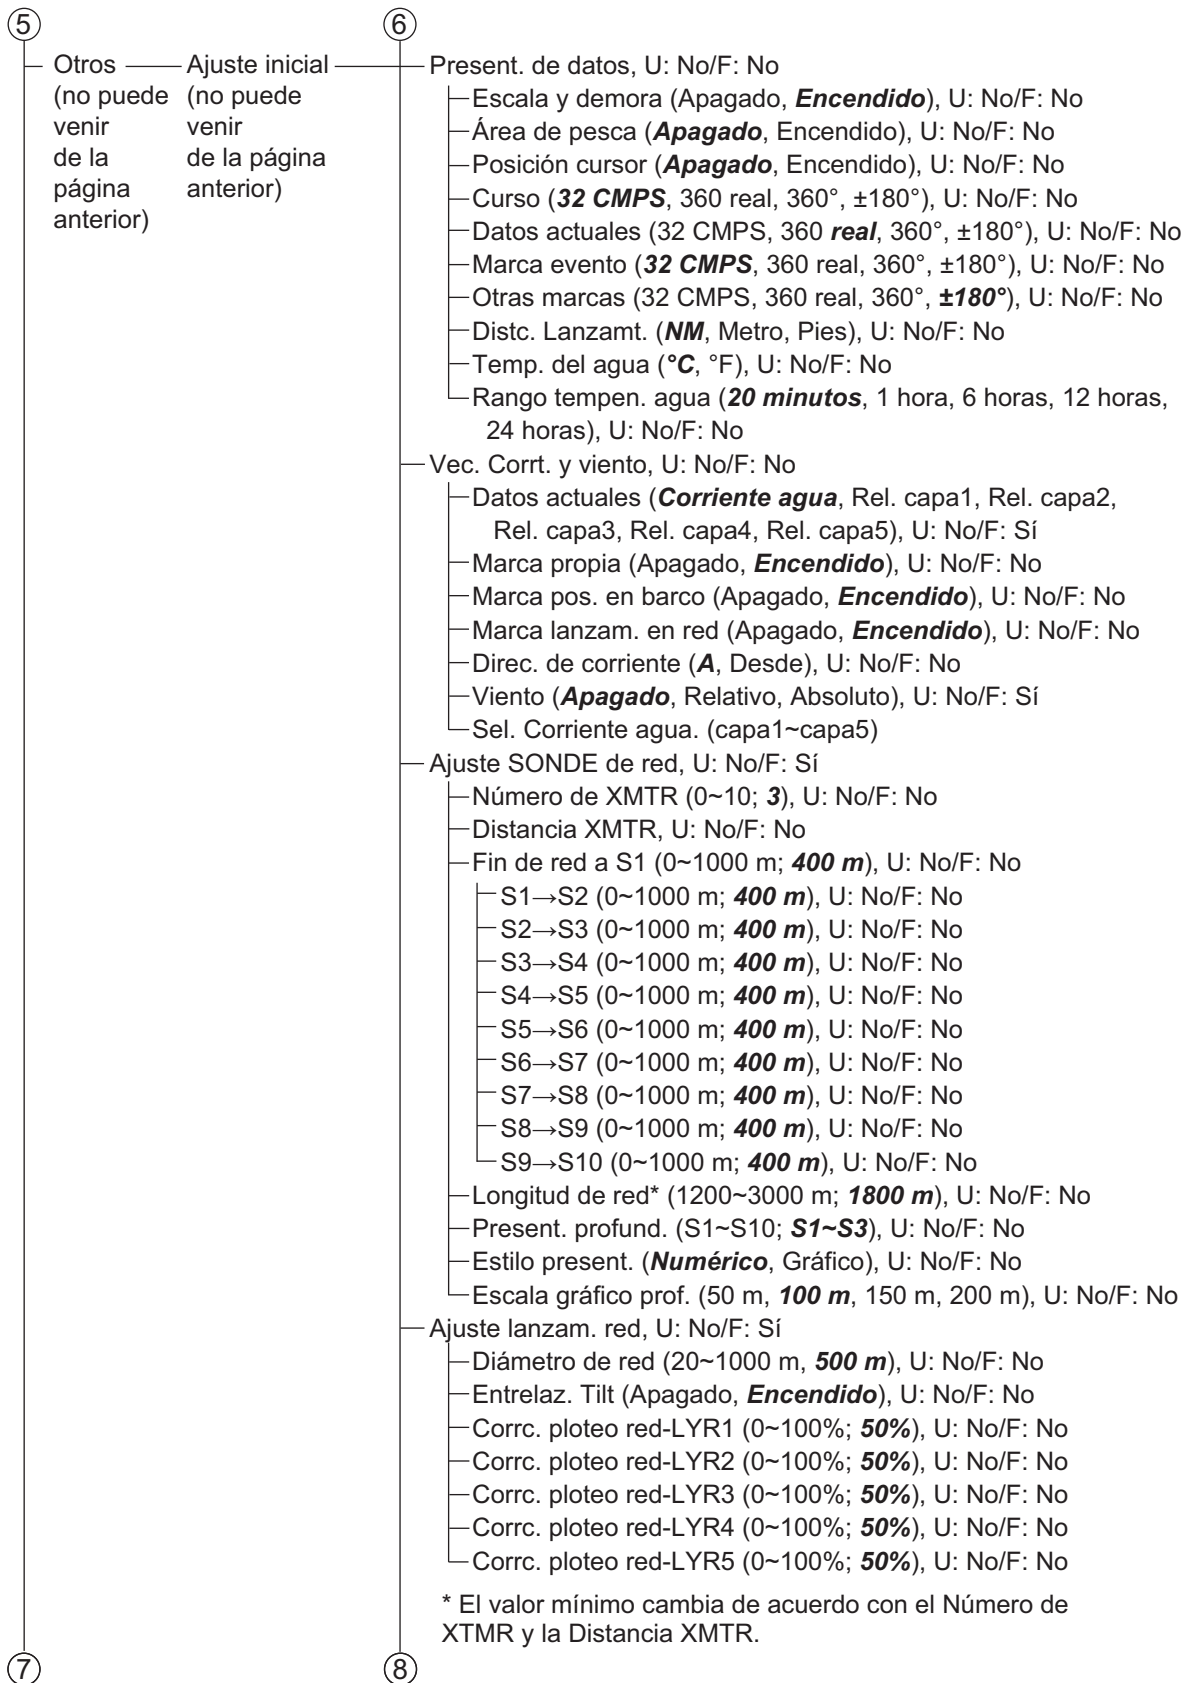 5
6
Otros
(no puede
venir
de la
página
anterior)
Ajuste inicial
(no puede
venir
de la página
anterior)
Present. de datos, U: No/F: No
Escala y demora (Apagado, Encendido), U: No/F: No
Área de pesca (Apagado, Encendido), U: No/F: No
Posición cursor (Apagado, Encendido), U: No/F: No
Curso (32 CMPS, 360 real, 360°, ±180°), U: No/F: No
Datos actuales (32 CMPS, 360 real, 360°, ±180°), U: No/F: No
Marca evento (32 CMPS, 360 real, 360°, ±180°), U: No/F: No
Otras marcas (32 CMPS, 360 real, 360°, ±180°), U: No/F: No
Distc. Lanzamt. (NM, Metro, Pies), U: No/F: No
Temp. del agua (°C, °F), U: No/F: No
Rango tempen. agua (20 minutos, 1 hora, 6 horas, 12 horas,
24 horas), U: No/F: No
Vec. Corrt. y viento, U: No/F: No
Datos actuales (Corriente agua, Rel. capa1, Rel. capa2,
Rel. capa3, Rel. capa4, Rel. capa5), U: No/F: Sí
Marca propia (Apagado, Encendido), U: No/F: No
Marca pos. en barco (Apagado, Encendido), U: No/F: No
Marca lanzam. en red (Apagado, Encendido), U: No/F: No
Direc. de corriente (A, Desde), U: No/F: No
Viento (Apagado, Relativo, Absoluto), U: No/F: Sí
Sel. Corriente agua. (capa1~capa5)
Ajuste SONDE de red, U: No/F: Sí
Número de XMTR (0~10; 3), U: No/F: No
Distancia XMTR, U: No/F: No
Fin de red a S1 (0~1000 m; 400 m), U: No/F: No
S1→S2 (0~1000 m; 400 m), U: No/F: No
S2→S3 (0~1000 m; 400 m), U: No/F: No
S3→S4 (0~1000 m; 400 m), U: No/F: No
S4→S5 (0~1000 m; 400 m), U: No/F: No
S5→S6 (0~1000 m; 400 m), U: No/F: No
S6→S7 (0~1000 m; 400 m), U: No/F: No
S7→S8 (0~1000 m; 400 m), U: No/F: No
S8→S9 (0~1000 m; 400 m), U: No/F: No
S9→S10 (0~1000 m; 400 m), U: No/F: No
Longitud de red* (1200~3000 m; 1800 m), U: No/F: No
Present. profund. (S1~S10; S1~S3), U: No/F: No
Estilo present. (Numérico, Gráfico), U: No/F: No
Escala gráfico prof. (50 m, 100 m, 150 m, 200 m), U: No/F: No
Ajuste lanzam. red, U: No/F: Sí
Diámetro de red (20~1000 m, 500 m), U: No/F: No
Entrelaz. Tilt (Apagado, Encendido), U: No/F: No
Corrc. ploteo red-LYR1 (0~100%; 50%), U: No/F: No
Corrc. ploteo red-LYR2 (0~100%; 50%), U: No/F: No
Corrc. ploteo red-LYR3 (0~100%; 50%), U: No/F: No
Corrc. ploteo red-LYR4 (0~100%; 50%), U: No/F: No
Corrc. ploteo red-LYR5 (0~100%; 50%), U: No/F: No
* El valor mínimo cambia de acuerdo con el Número de
XTMR y la Distancia XMTR.
7
8